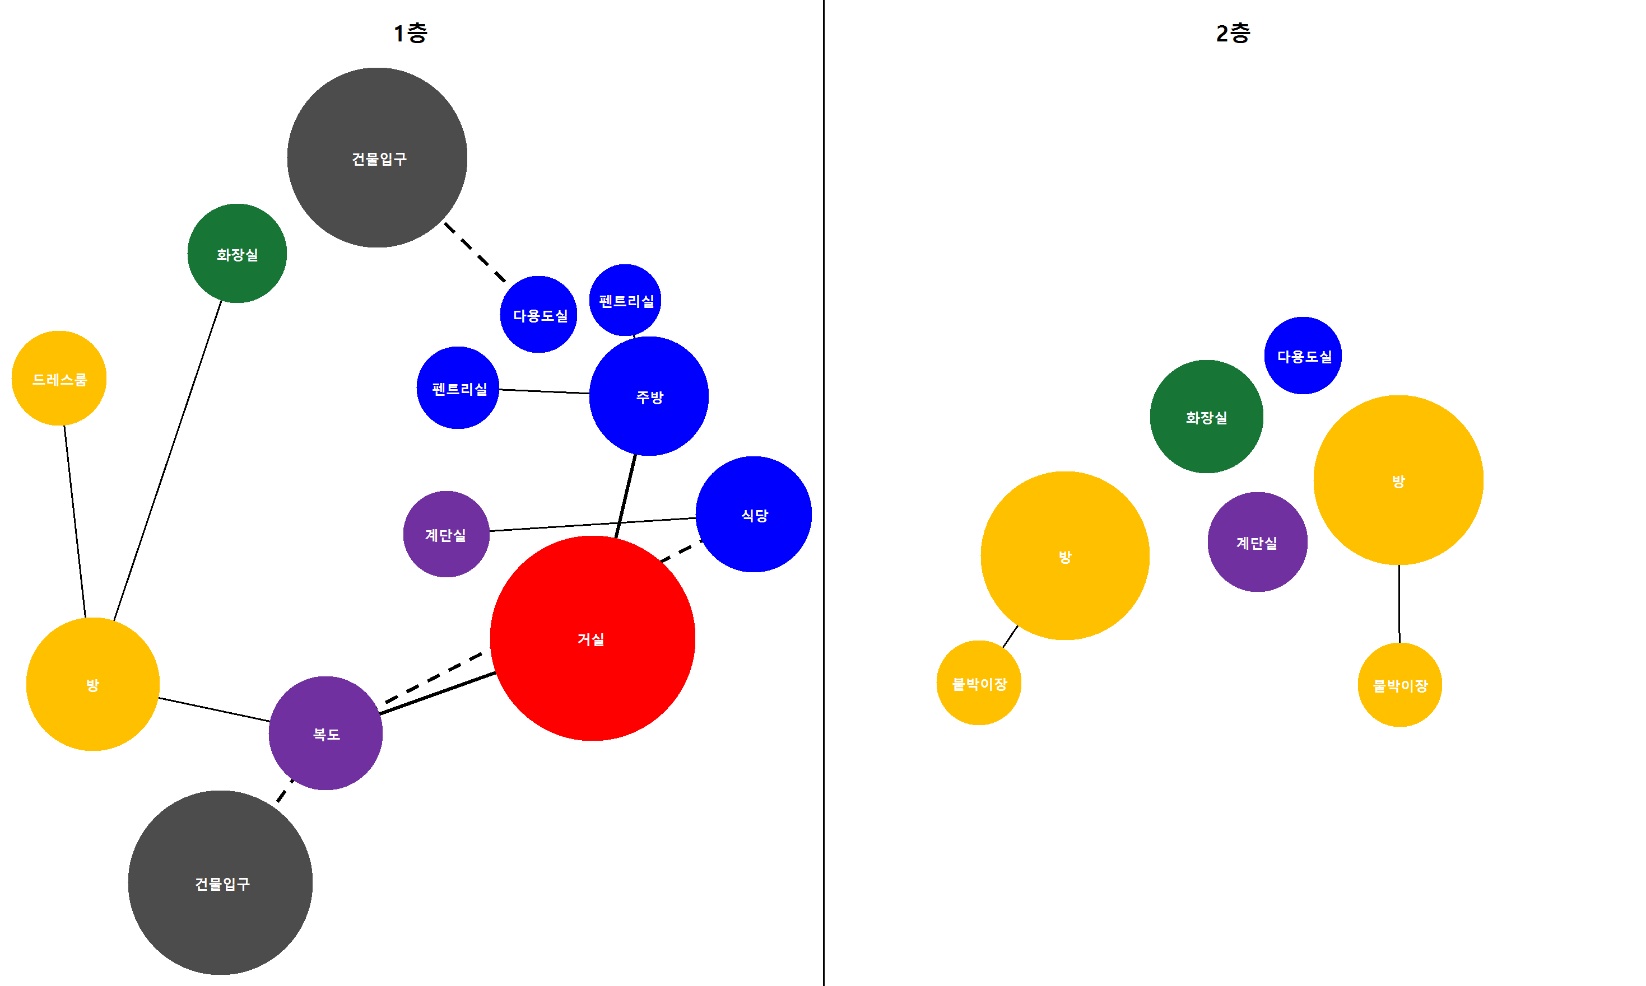 1층
건물입구
화장실
다용도실
펜트리실
드레스룸
펜트리실
주방
계단실
식당
거실
방
복도
건물입구
2층
다용도실
화장실
방
계단실
방
붙박이장
붙박이장